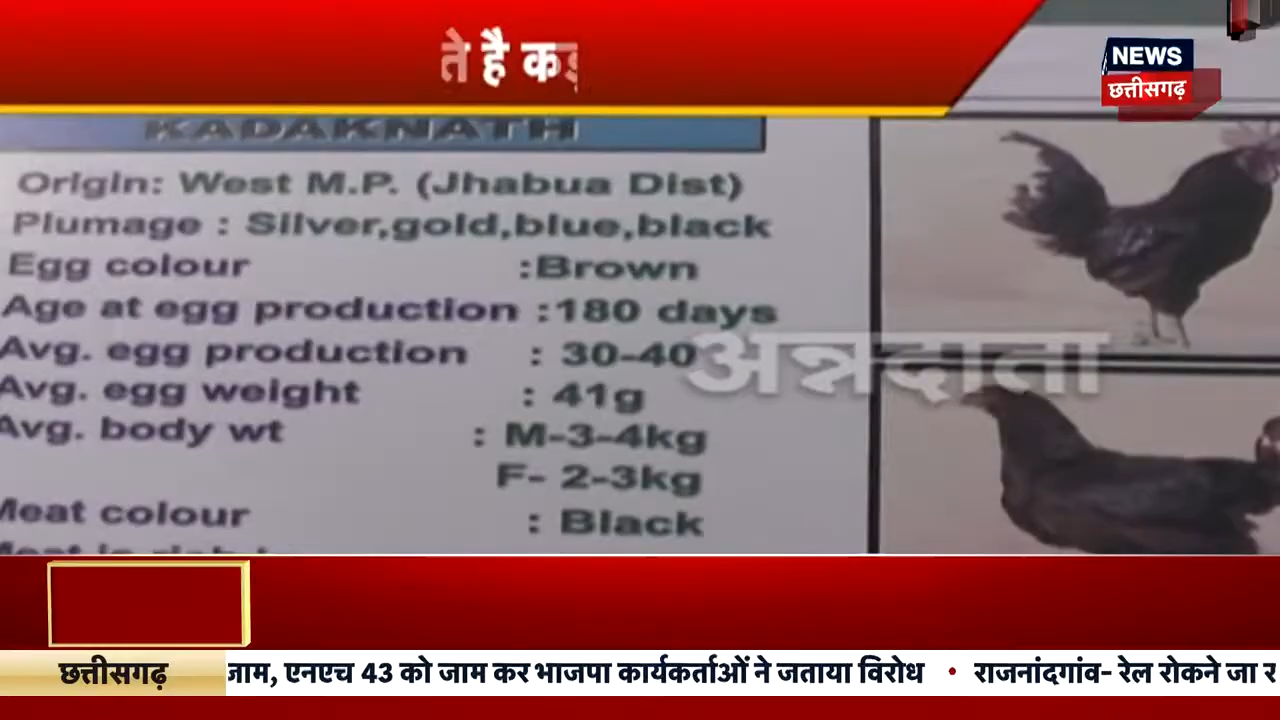 ते है क
NEWS
छत्तीसगढ़
KADAKNATH
Origin: West M.P. (Jhabua Dist)
Plumage : Silver,gold,blue,black
Egg colour :Brown
Age at egg production :180 days
Avg. egg production : 30-40
अन्नदाता
Avg. egg weight : 41g
Avg. body wt : M-3-4kg
F- 2-3kg
Meat colour : Black
छत्तीसगढ़
जाम, एनएच 43 को जाम कर भाजपा कार्यकर्ताओं ने जताया विरोध • राजनांदगांव- रेल रोकने जा र